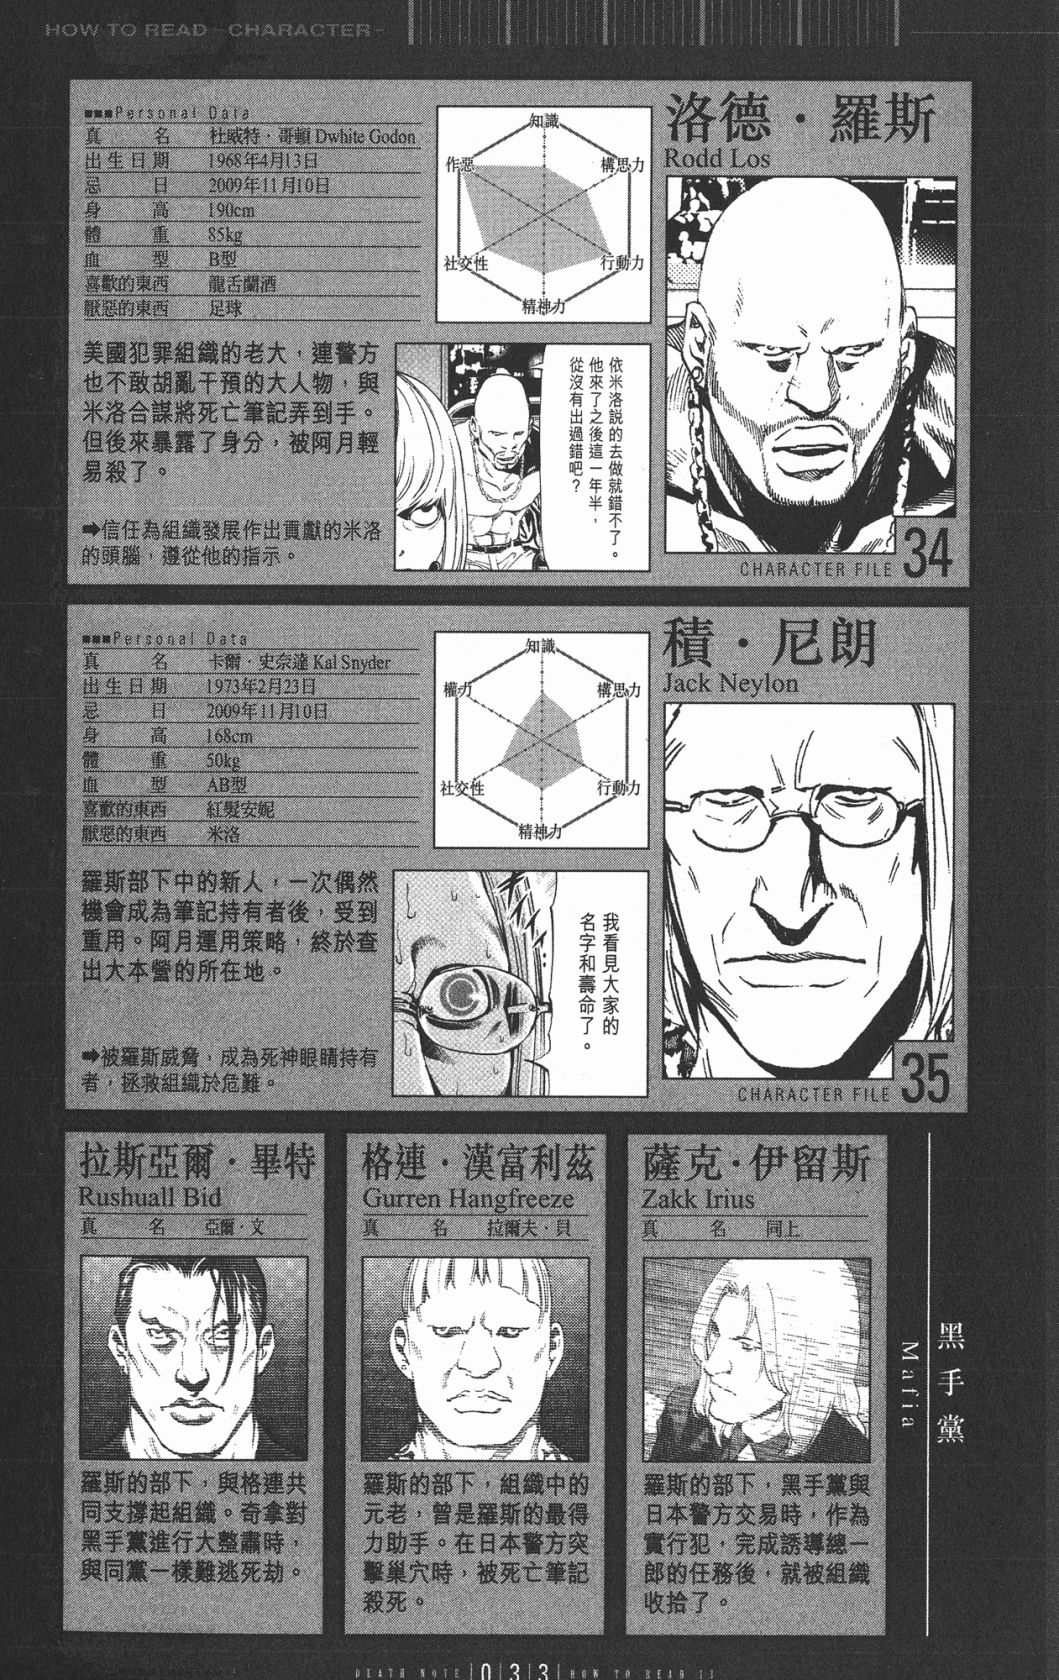 HOW TO READ -CHARACTER-
洛德・羅斯
Rodd Los
■■■Personal Data
真名 杜威特・哥頓 Dwhite Godon
出生日期 1968年4月13日
忌日 2009年11月10日
身高 190cm
體重 85kg
血型 B型
喜歡的東西 龍舌蘭酒
厭惡的東西 足球
知識
構思力
行動力
精神力
社交性
作惡
美國犯罪組織的老大，連警方
也不敢胡亂干預的大人物，與
米洛合謀將死亡筆記弄到手。
但後來暴露了身分，被阿月輕
易殺了。
➡信任為組織發展作出貢獻的米洛
的頭腦，遵從他的指示。
依米洛說的去做就錯不了。
他來了之後這一年半，
從沒有出過錯吧？
CHARACTER FILE 34
積・尼朗
Jack Neylon
■■■Personal Data
真名 卡爾・史奈達 Kal Snyder
出生日期 1973年2月23日
忌日 2009年11月10日
身高 168cm
體重 50kg
血型 AB型
喜歡的東西 紅髮安妮
厭惡的東西 米洛
知識
構思力
行動力
精神力
社交性
權力
羅斯部下中的新人，一次偶然
機會成為筆記持有者後，受到
重用。阿月運用策略，終於查
出大本營的所在地。
➡被羅斯威脅，成為死神眼睛持有
者，拯救組織於危難。
我看見大家的
名字和壽命了。
CHARACTER FILE 35
拉斯亞爾・畢特
Rushuall Bid
真名 亞爾・文
羅斯的部下，與格連共
同支撐起組織。奇拿對
黑手黨進行大整肅時，
與同黨一樣難逃死劫。
格連・漢富利茲
Gurren Hangfreeze
真名 拉爾夫・貝
羅斯的部下，組織中的
元老，曾是羅斯的最得
力助手。在日本警方突
擊巢穴時，被死亡筆記
殺死。
薩克・伊留斯
Zakk Irius
真名 同上
羅斯的部下，黑手黨與
日本警方交易時，作為
實行犯，完成誘導總一
郎的任務後，就被組織
收拾了。
黑手黨
Mafia
DEATH NOTE|033|HOW TO READ 13